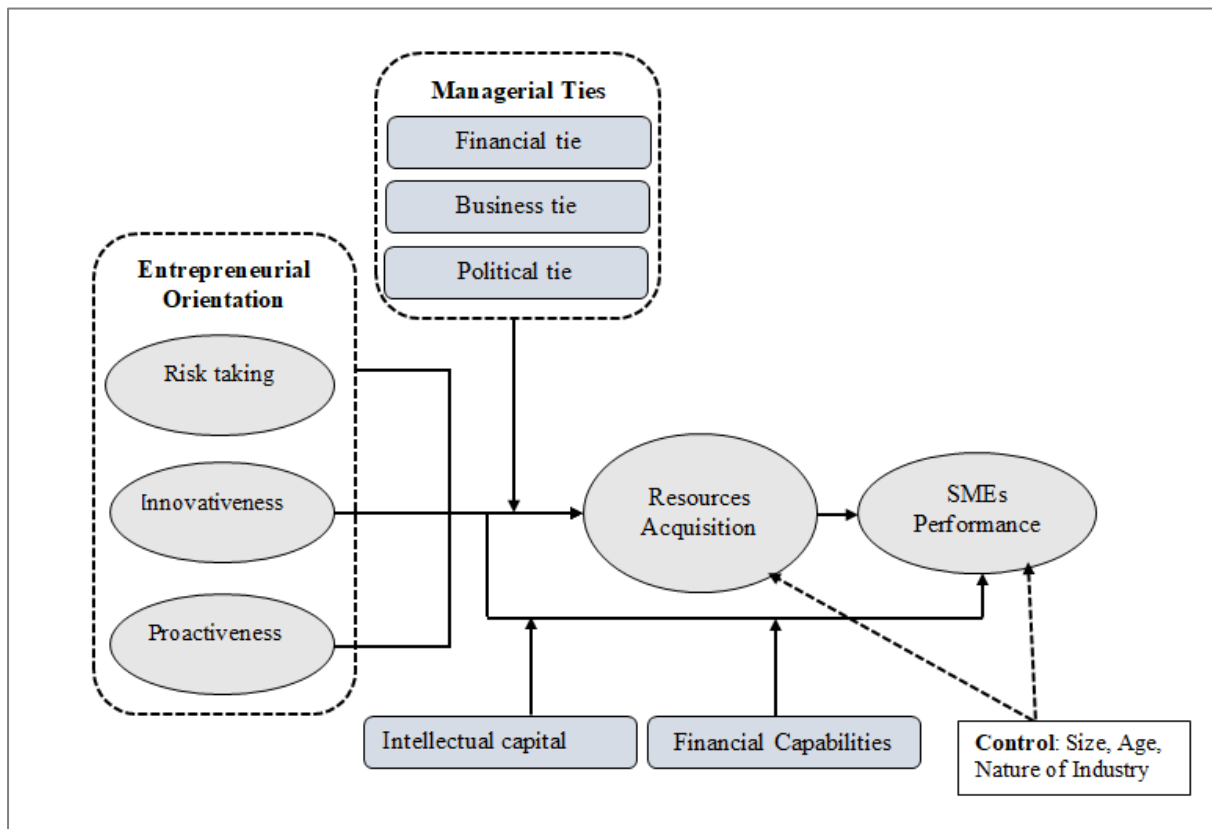 Managerial Ties
Financial tie
Business tie
Political tie
Entrepreneurial
Orientation
Risk taking
Innovativeness
Proactiveness
Resources
Acquisition
SMEs
Performance
Intellectual capital
Financial Capabilities
Control: Size, Age,
Nature of Industry